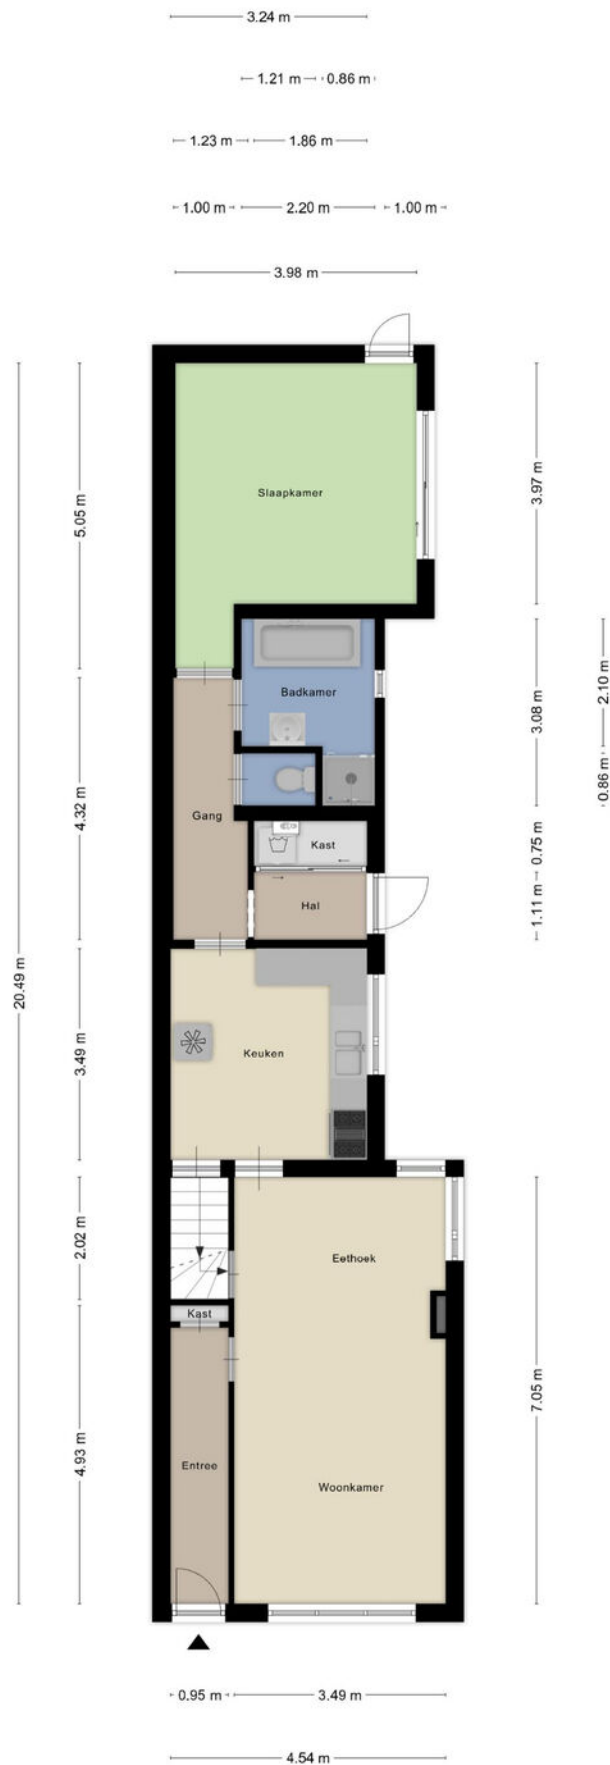 3.24 m
1.21 m 0.86 m
1.23 m 1.86 m
1.00 m 2.20 m 1.00 m
3.98 m
5.05 m
Slaapkamer
3.97 m
Badkamer
3.08 m
2.10 m
0.86 m
4.32 m
Gang
Kast
0.75 m
Hal
1.11 m
20.49 m
3.49 m
Keuken
2.02 m
Eethoek
Kast
7.05 m
4.93 m
Entree
Woonkamer
0.95 m 3.49 m
4.54 m